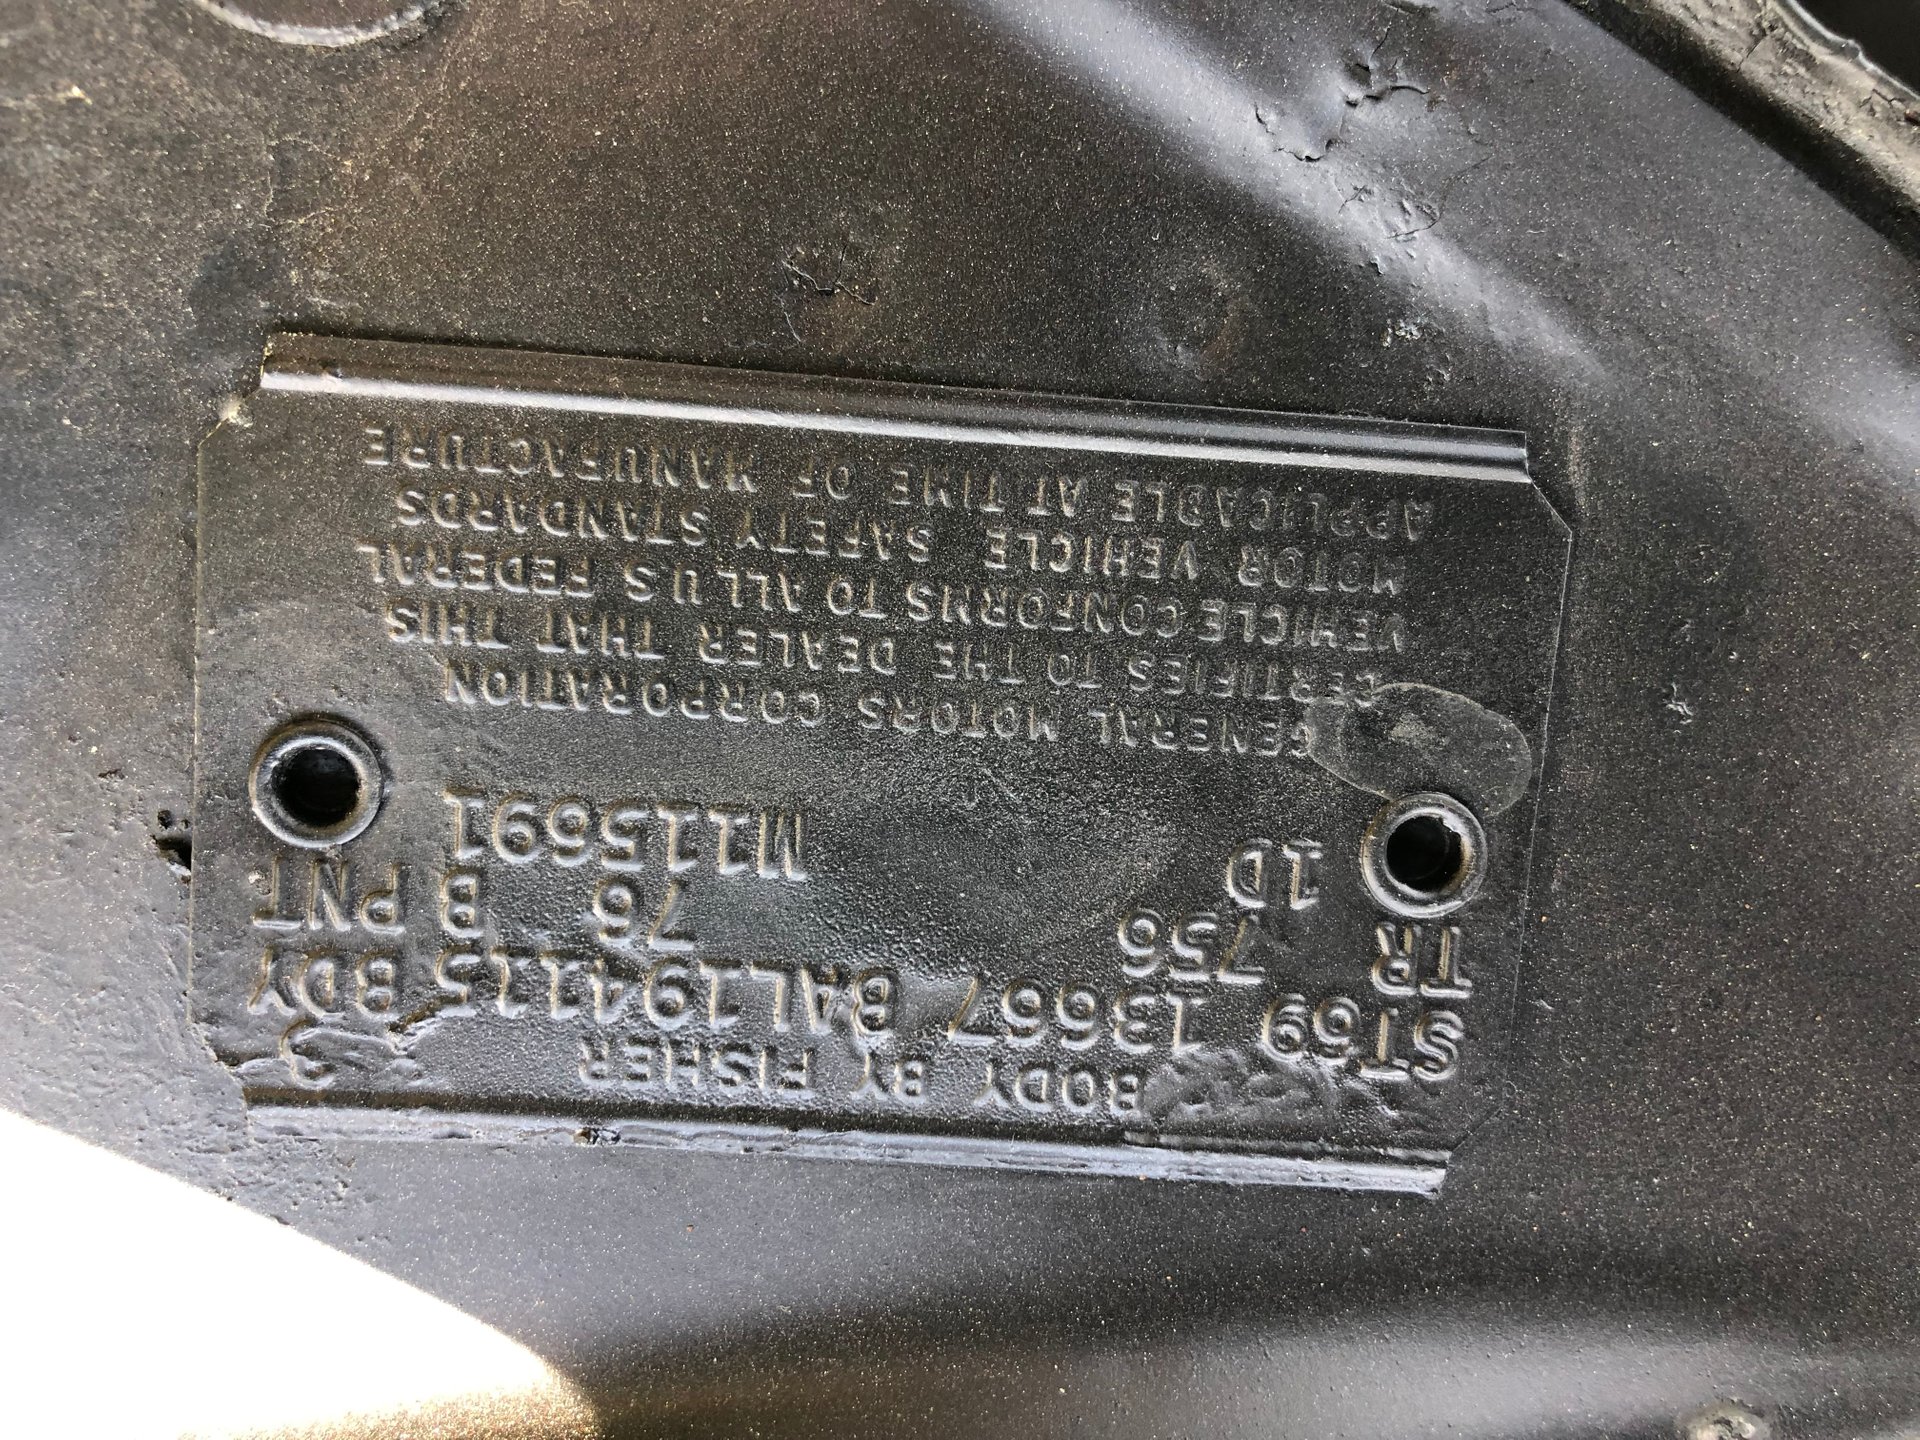 BODY BY FISHER
ST69 13667 BAL194115 BDY
TR 756 76 B PNT
1D M115691
GENERAL MOTORS CORPORATION
CERTIFIES TO THE DEALER THAT THIS
VEHICLE CONFORMS TO ALL U S FEDERAL
MOTOR VEHICLE SAFETY STANDARDS
APPLICABLE AT TIME OF MANUFACTURE